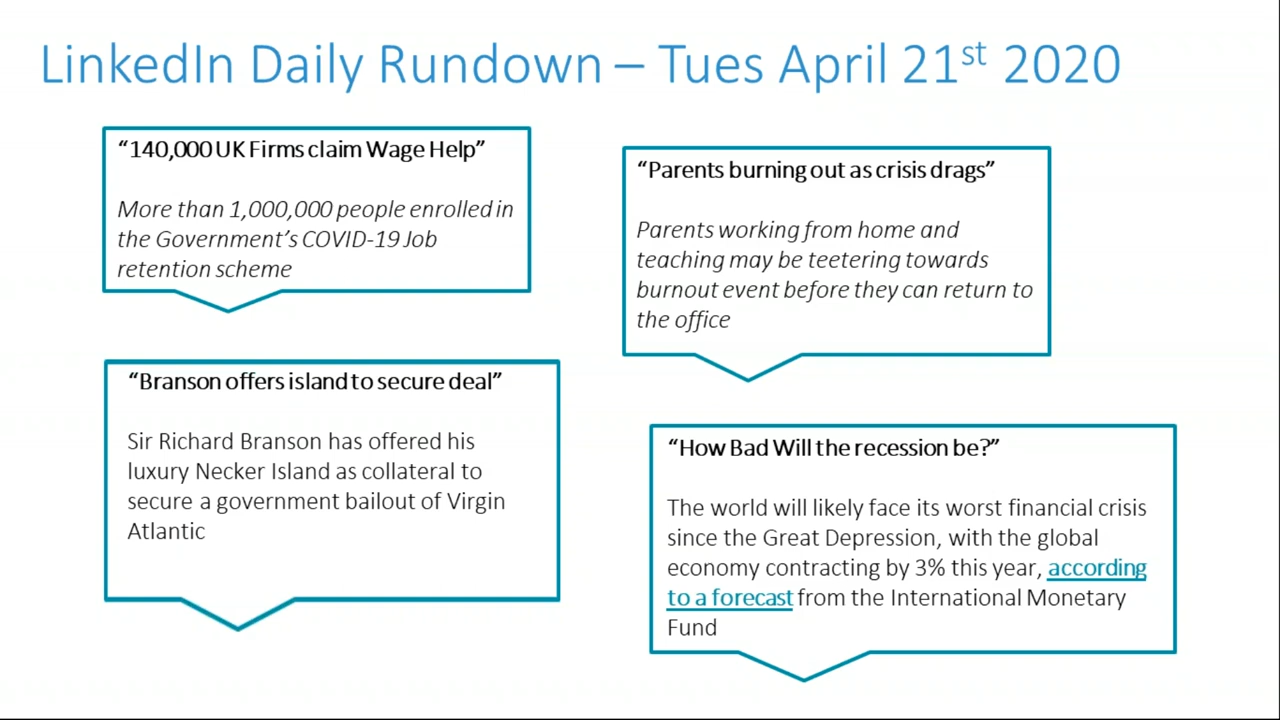 LinkedIn Daily Rundown – Tues April 21st 2020
“140,000 UK Firms claim Wage Help”
More than 1,000,000 people enrolled in
the Government’s COVID-19 Job
retention scheme
“Parents burning out as crisis drags”
Parents working from home and
teaching may be teetering towards
burnout event before they can return to
the office
“Branson offers island to secure deal”
Sir Richard Branson has offered his
luxury Necker Island as collateral to
secure a government bailout of Virgin
Atlantic
“How Bad Will the recession be?”
The world will likely face its worst financial crisis
since the Great Depression, with the global
economy contracting by 3% this year, according
to a forecast from the International Monetary
Fund